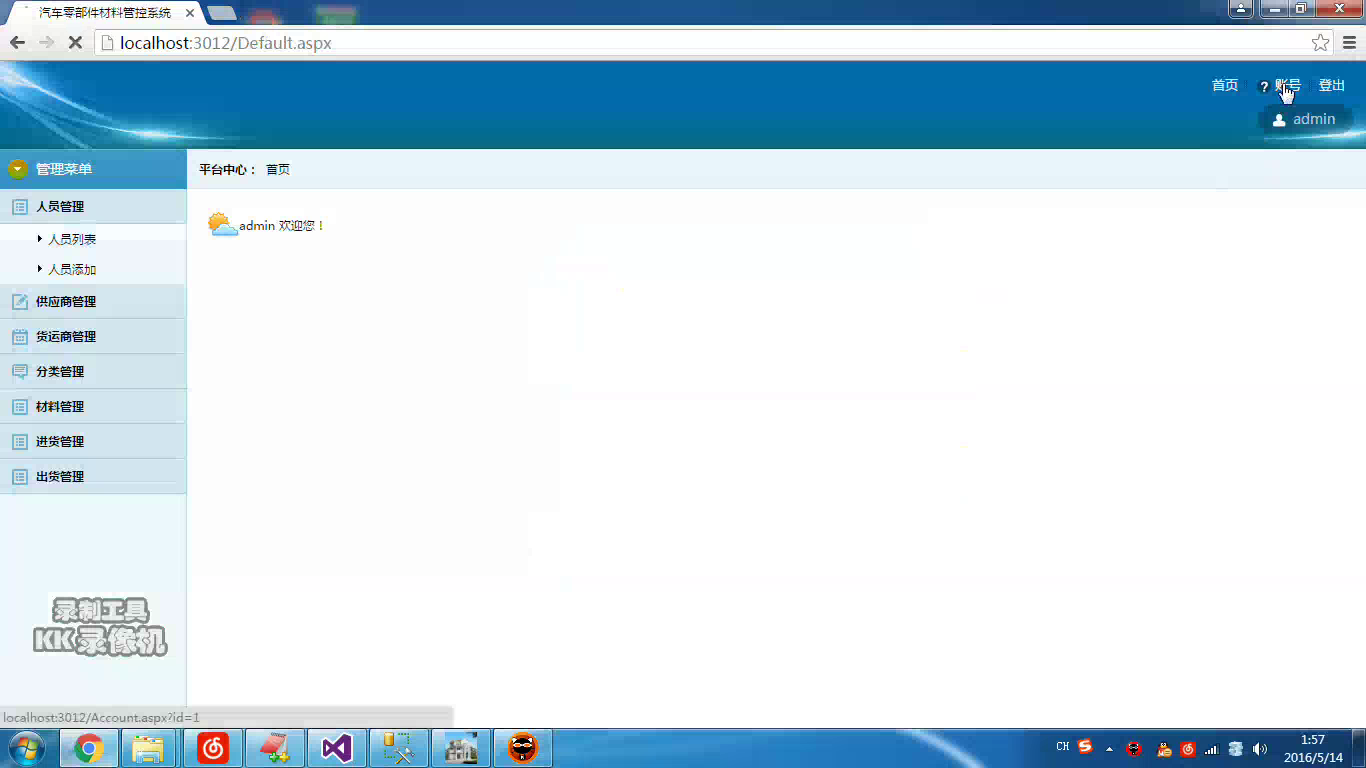 汽车零部件材料管控系统
localhost:3012/Default.aspx
首页 ? 账号 登出
admin
管理菜单
平台中心： 首页
人员管理
admin 欢迎您！
人员列表
人员添加
供应商管理
货运商管理
分类管理
材料管理
进货管理
出货管理
录制工具
KK录像机
localhost:3012/Account.aspx?id=1
CH
1:57
2016/5/14